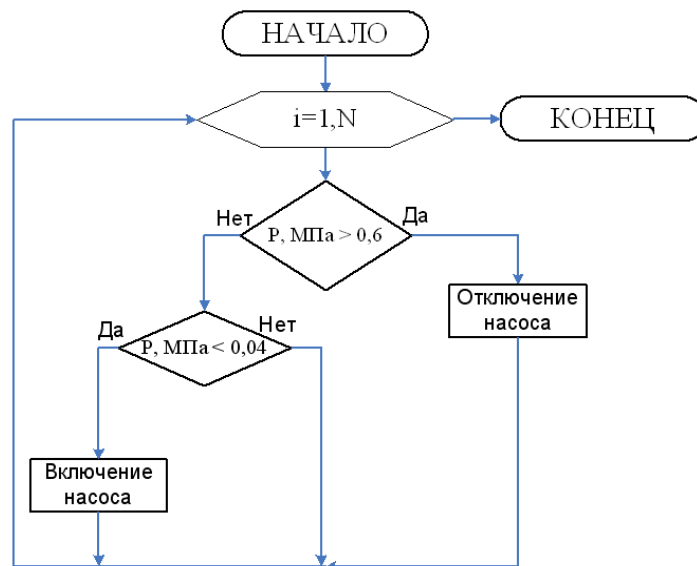 НАЧАЛО
i=1,N
КОНЕЦ
Нет
Да
Р, МПа > 0,6
Отключение
насоса
Да
Нет
Р, МПа < 0,04
Включение
насоса